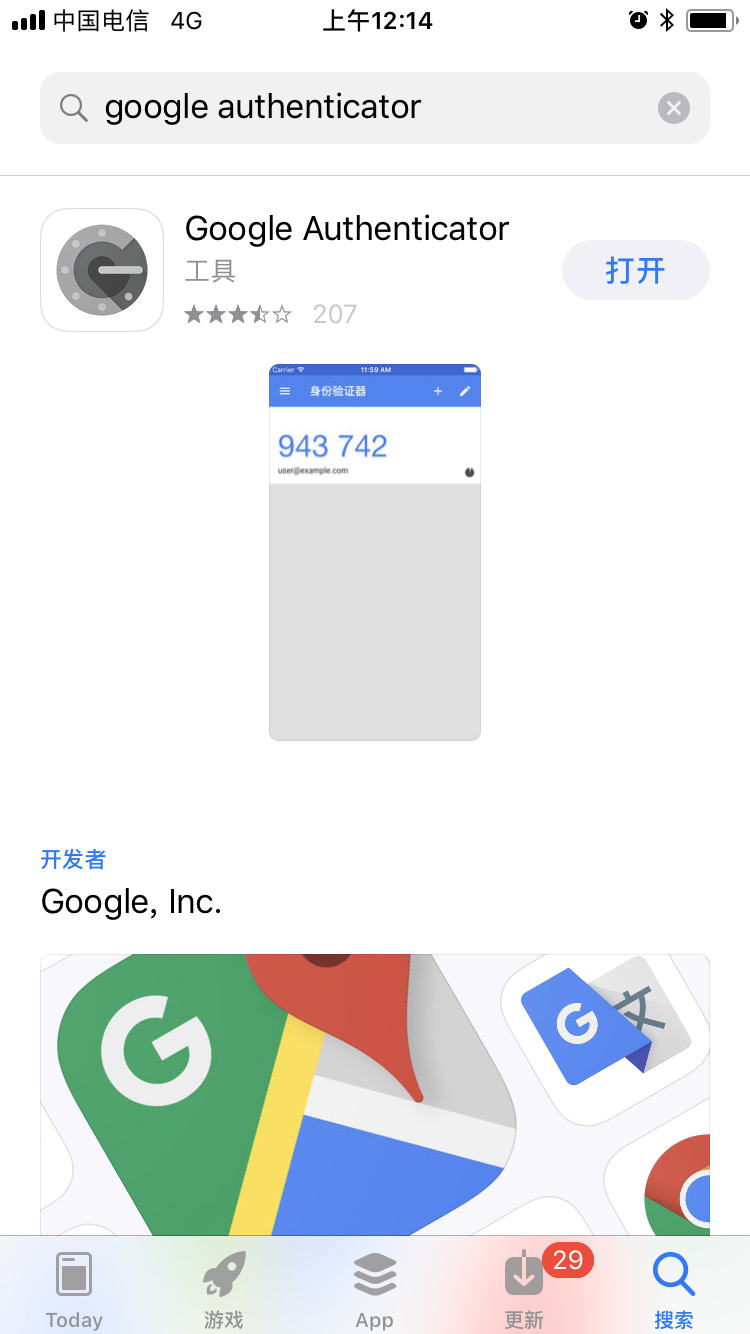 中国电信 4G 上午12:14
google authenticator
Google Authenticator
工具
打开
207
Carrier 11:59 AM
身份验证器
943 742
user@example.com
开发者
Google, Inc.
G
G 文
29
Today 游戏 App 更新 搜索